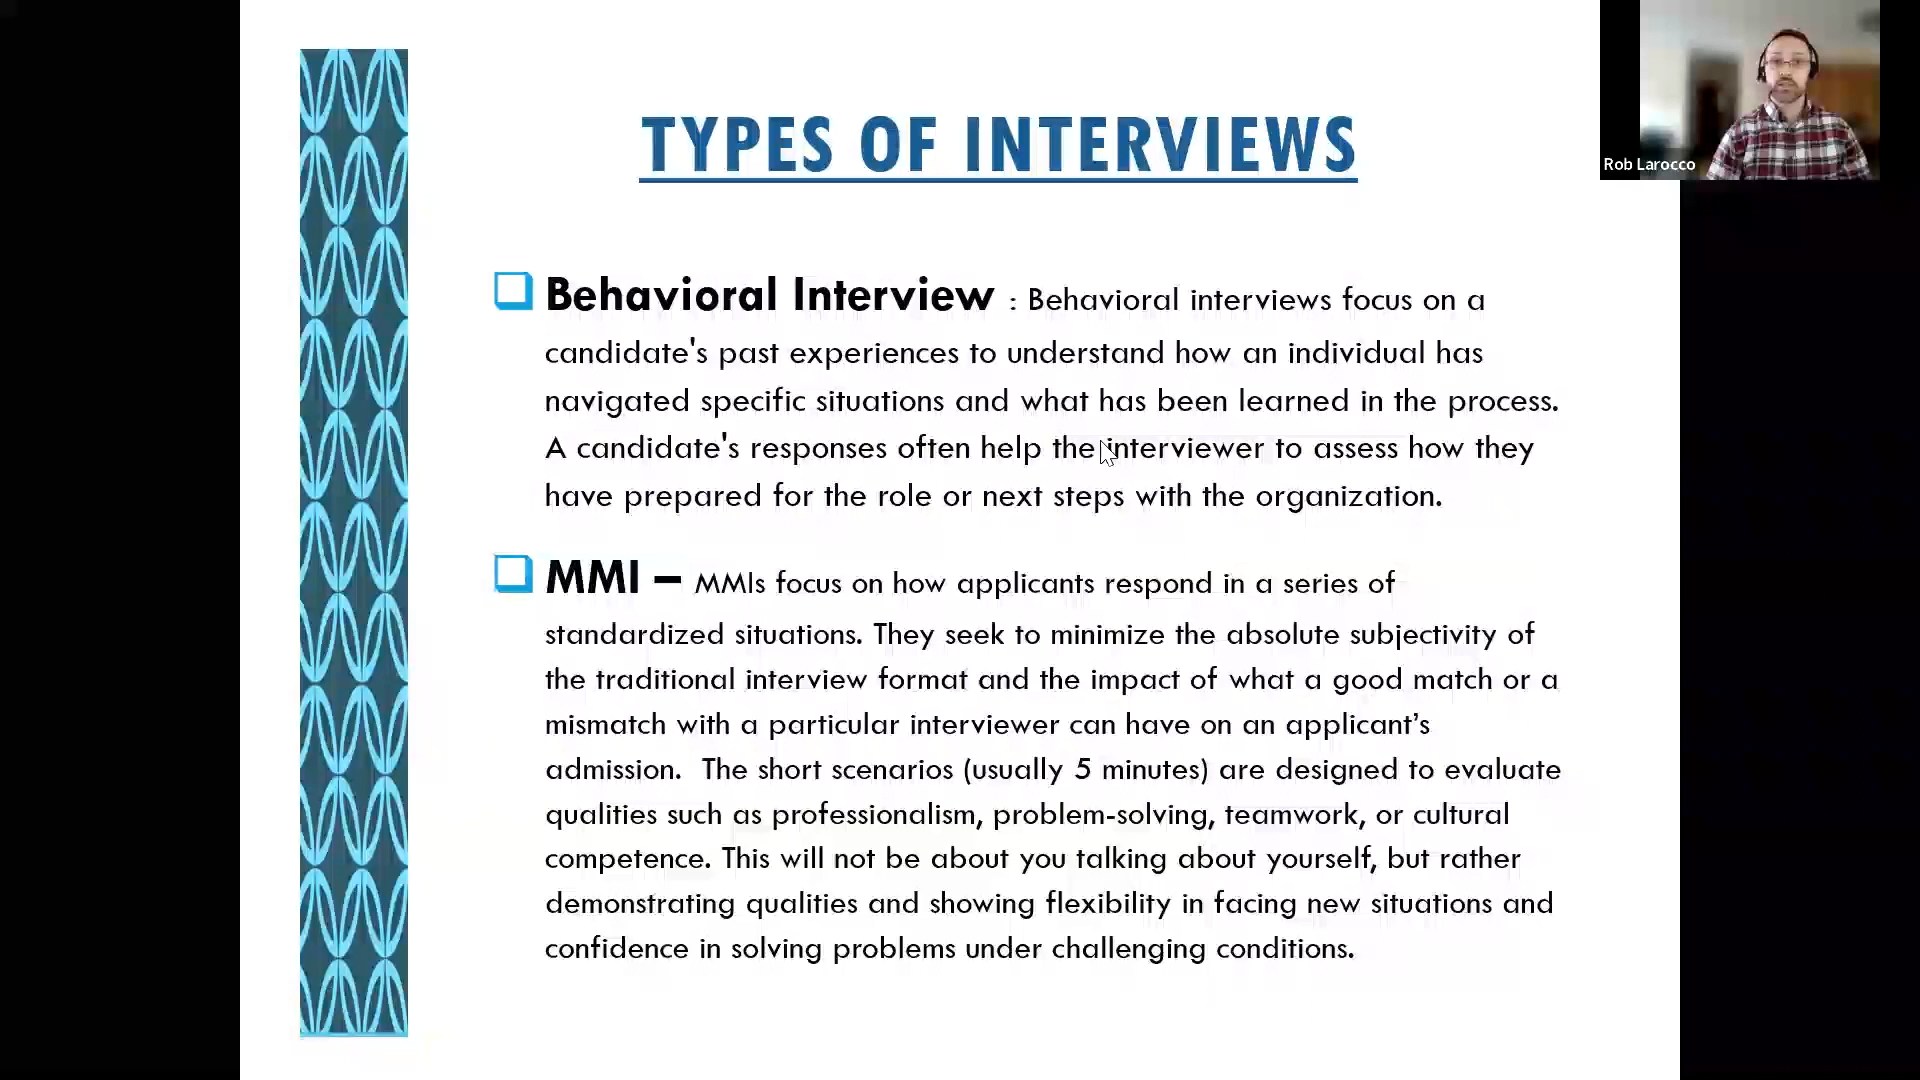 TYPES OF INTERVIEWS
Rob Larocco
Behavioral Interview : Behavioral interviews focus on a
candidate's past experiences to understand how an individual has
navigated specific situations and what has been learned in the process.
A candidate's responses often help the interviewer to assess how they
have prepared for the role or next steps with the organization.
MMI – MMIs focus on how applicants respond in a series of
standardized situations. They seek to minimize the absolute subjectivity of
the traditional interview format and the impact of what a good match or a
mismatch with a particular interviewer can have on an applicant’s
admission.  The short scenarios (usually 5 minutes) are designed to evaluate
qualities such as professionalism, problem-solving, teamwork, or cultural
competence. This will not be about you talking about yourself, but rather
demonstrating qualities and showing flexibility in facing new situations and
confidence in solving problems under challenging conditions.